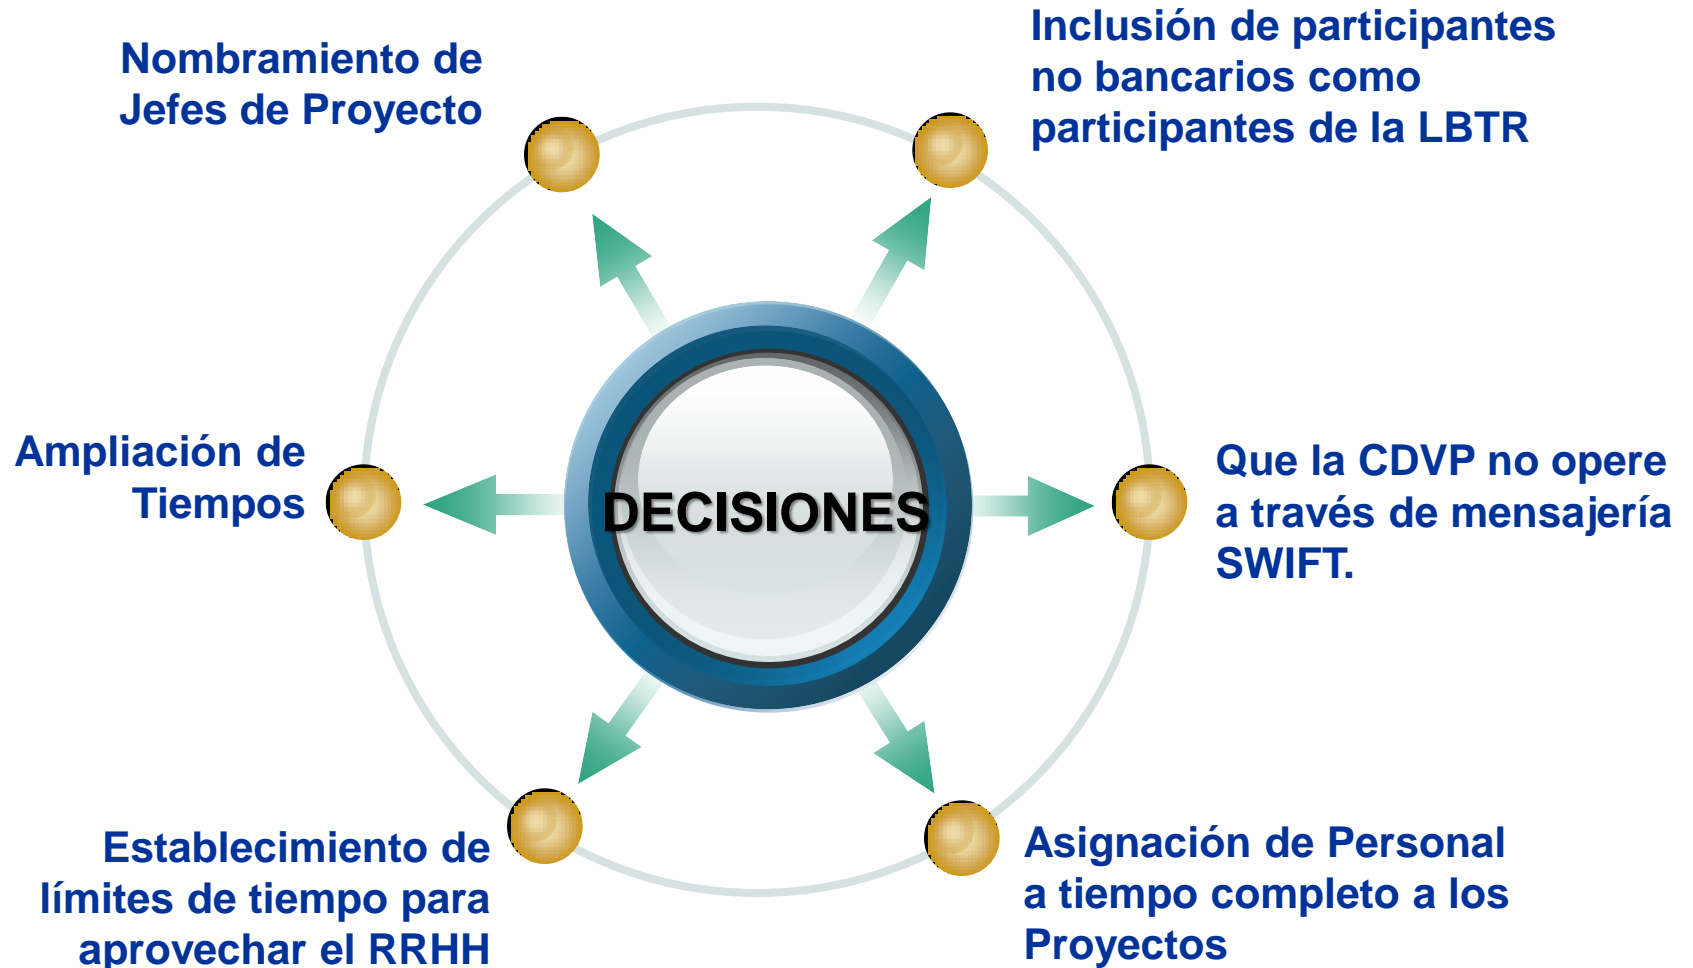 Nombramiento de
Jefes de Proyecto
Inclusión de participantes
no bancarios como
participantes de la LBTR
Ampliación de
Tiempos
DECISIONES
Que la CDVP no opere
a través de mensajería
SWIFT.
Establecimiento de
límites de tiempo para
aprovechar el RRHH
Asignación de Personal
a tiempo completo a los
Proyectos